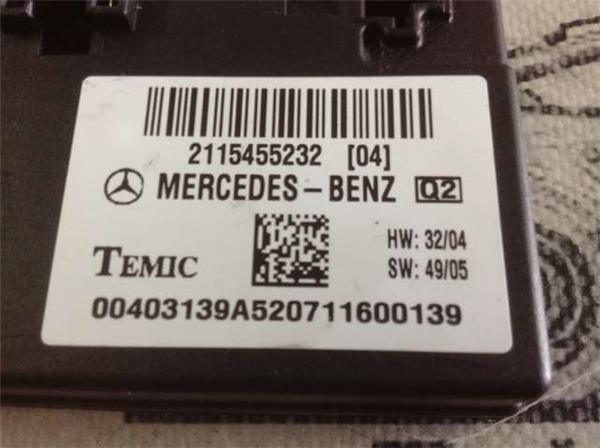 2115455232 [04]
MERCEDES-BENZ Q2
HW: 32/04
TEMIC
SW: 49/05
00403139A520711600139